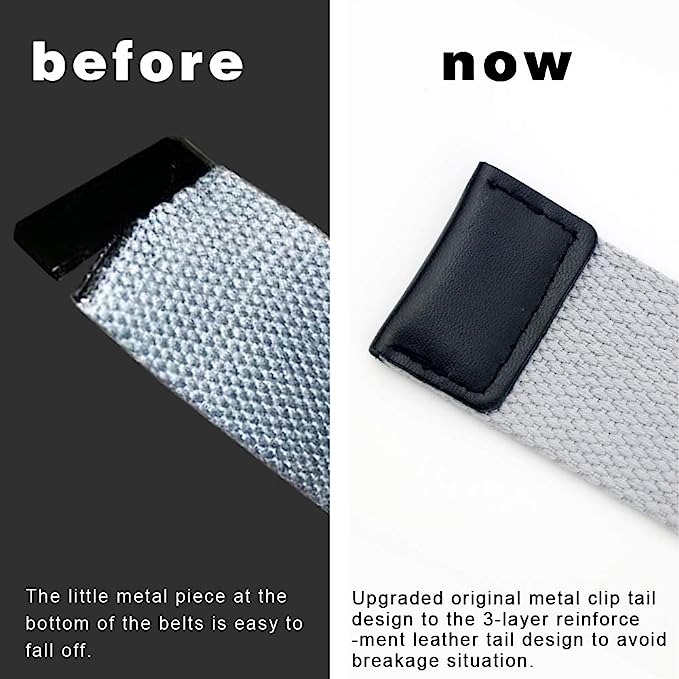 before
now
The little metal piece at the
bottom of the belts is easy to
fall off.
Upgraded original metal clip tail
design to the 3-layer reinforce
-ment leather tail design to avoid
breakage situation.